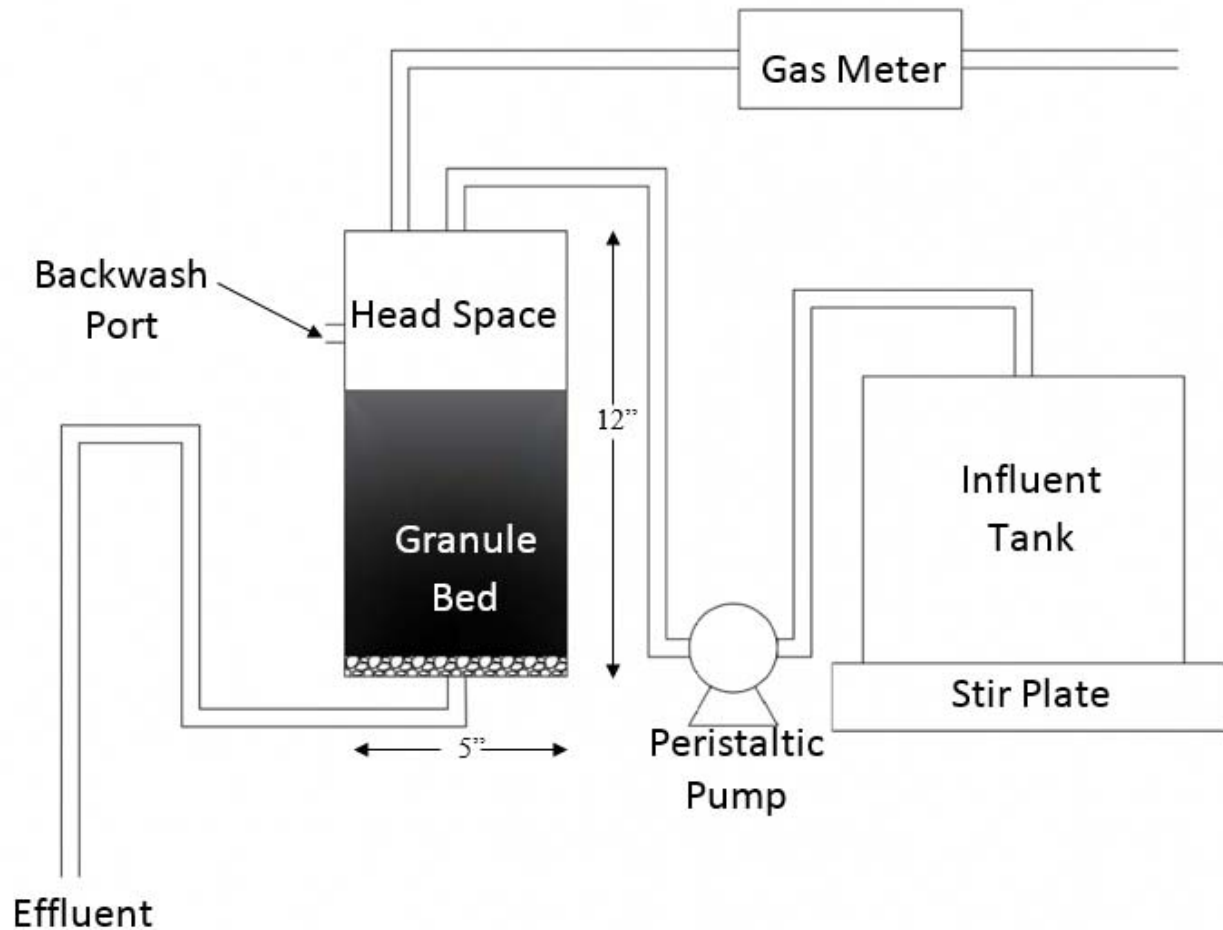 Gas Meter
Backwash
Port
Head Space
12”
Influent
Tank
Granule
Bed
Stir Plate
5”
Peristaltic
Pump
Effluent